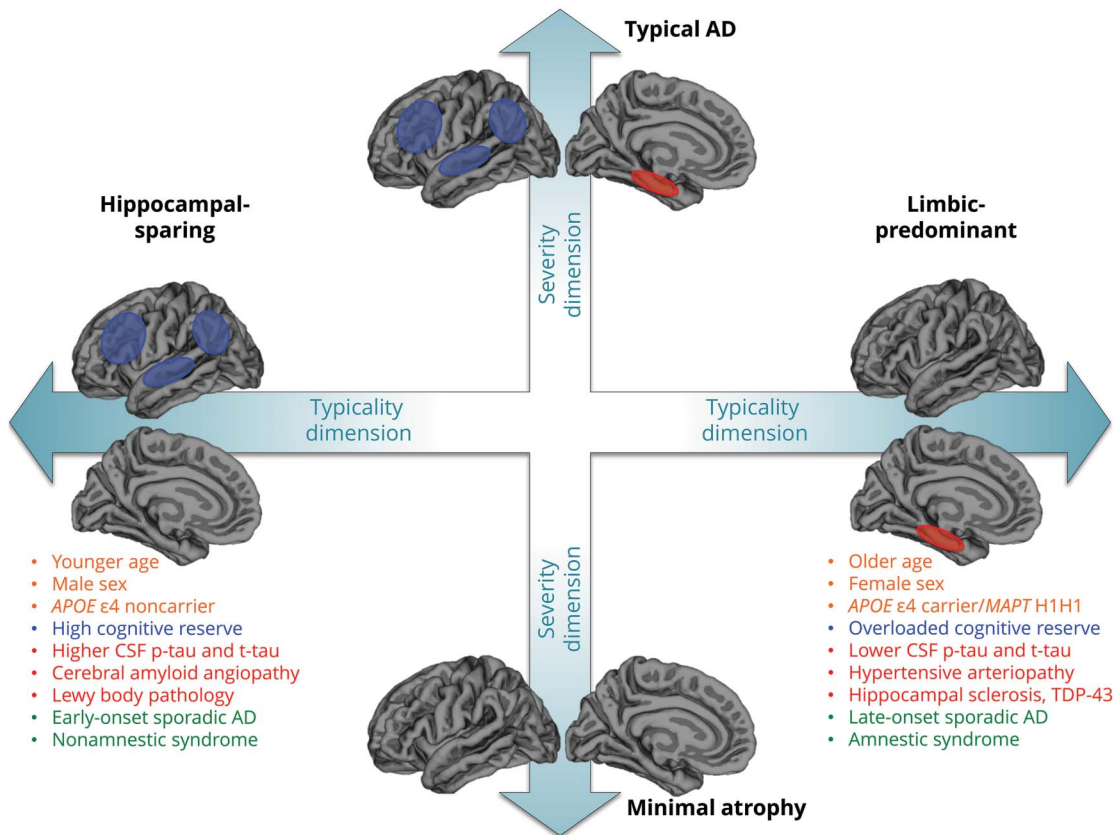 Typical AD
Hippocampal-
sparing
Limbic-
predominant
Severity
dimension
Typicality
dimension
Typicality
dimension
Severity
dimension
• Younger age
• Male sex
• APOE ε4 noncarrier
• High cognitive reserve
• Higher CSF p-tau and t-tau
• Cerebral amyloid angiopathy
• Lewy body pathology
• Early-onset sporadic AD
• Nonamnestic syndrome
• Older age
• Female sex
• APOE ε4 carrier/MAPT H1H1
• Overloaded cognitive reserve
• Lower CSF p-tau and t-tau
• Hypertensive arteriopathy
• Hippocampal sclerosis, TDP-43
• Late-onset sporadic AD
• Amnestic syndrome
Minimal atrophy